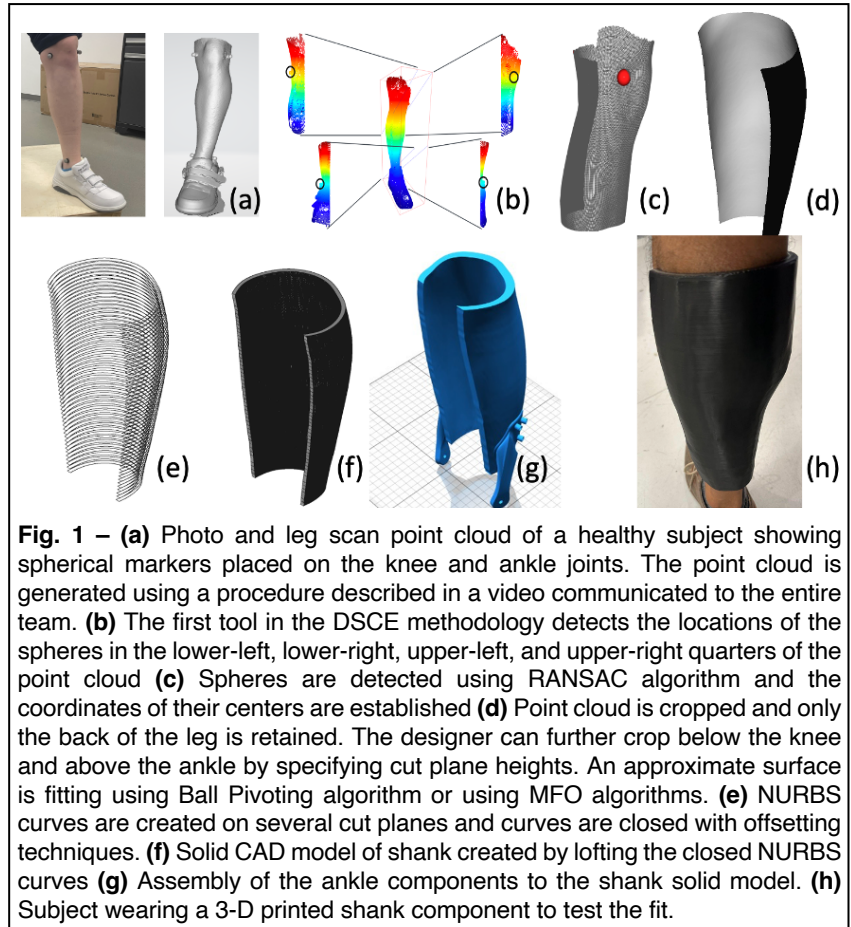 (a)
(b)
(c)
(d)
(e)
(f)
(g)
(h)
Fig. 1 – (a) Photo and leg scan point cloud of a healthy subject showing
spherical markers placed on the knee and ankle joints. The point cloud is
generated using a procedure described in a video communicated to the entire
team. (b) The first tool in the DSCE methodology detects the locations of the
spheres in the lower-left, lower-right, upper-left, and upper-right quarters of the
point cloud (c) Spheres are detected using RANSAC algorithm and the
coordinates of their centers are established (d) Point cloud is cropped and only
the back of the leg is retained. The designer can further crop below the knee
and above the ankle by specifying cut plane heights. An approximate surface
is fitting using Ball Pivoting algorithm or using MFO algorithms. (e) NURBS
curves are created on several cut planes and curves are closed with offsetting
techniques. (f) Solid CAD model of shank created by lofting the closed NURBS
curves (g) Assembly of the ankle components to the shank solid model. (h)
Subject wearing a 3-D printed shank component to test the fit.